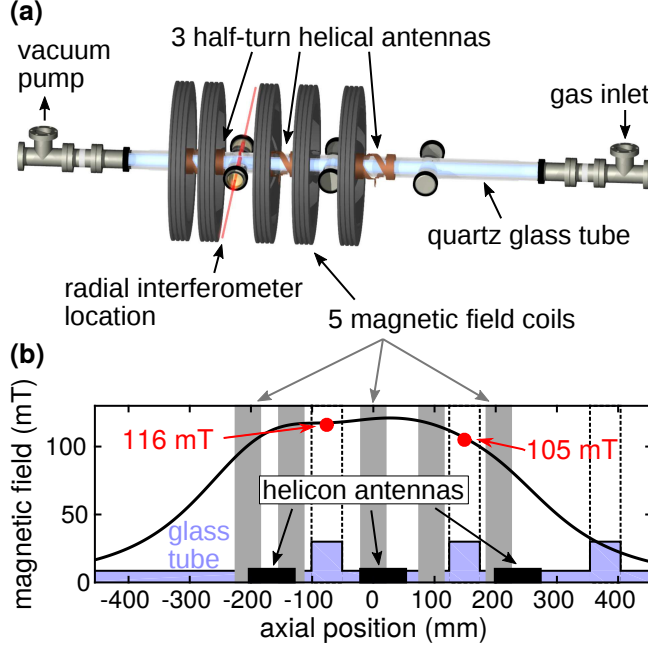 (a)
3 half-turn helical antennas
vacuum
pump
gas inlet
quartz glass tube
radial interferometer
location
5 magnetic field coils
(b)
magnetic field (mT)
100
50
0
116 mT
105 mT
helicon antennas
glass
tube
-400 -300 -200 -100 0 100 200 300 400
axial position (mm)